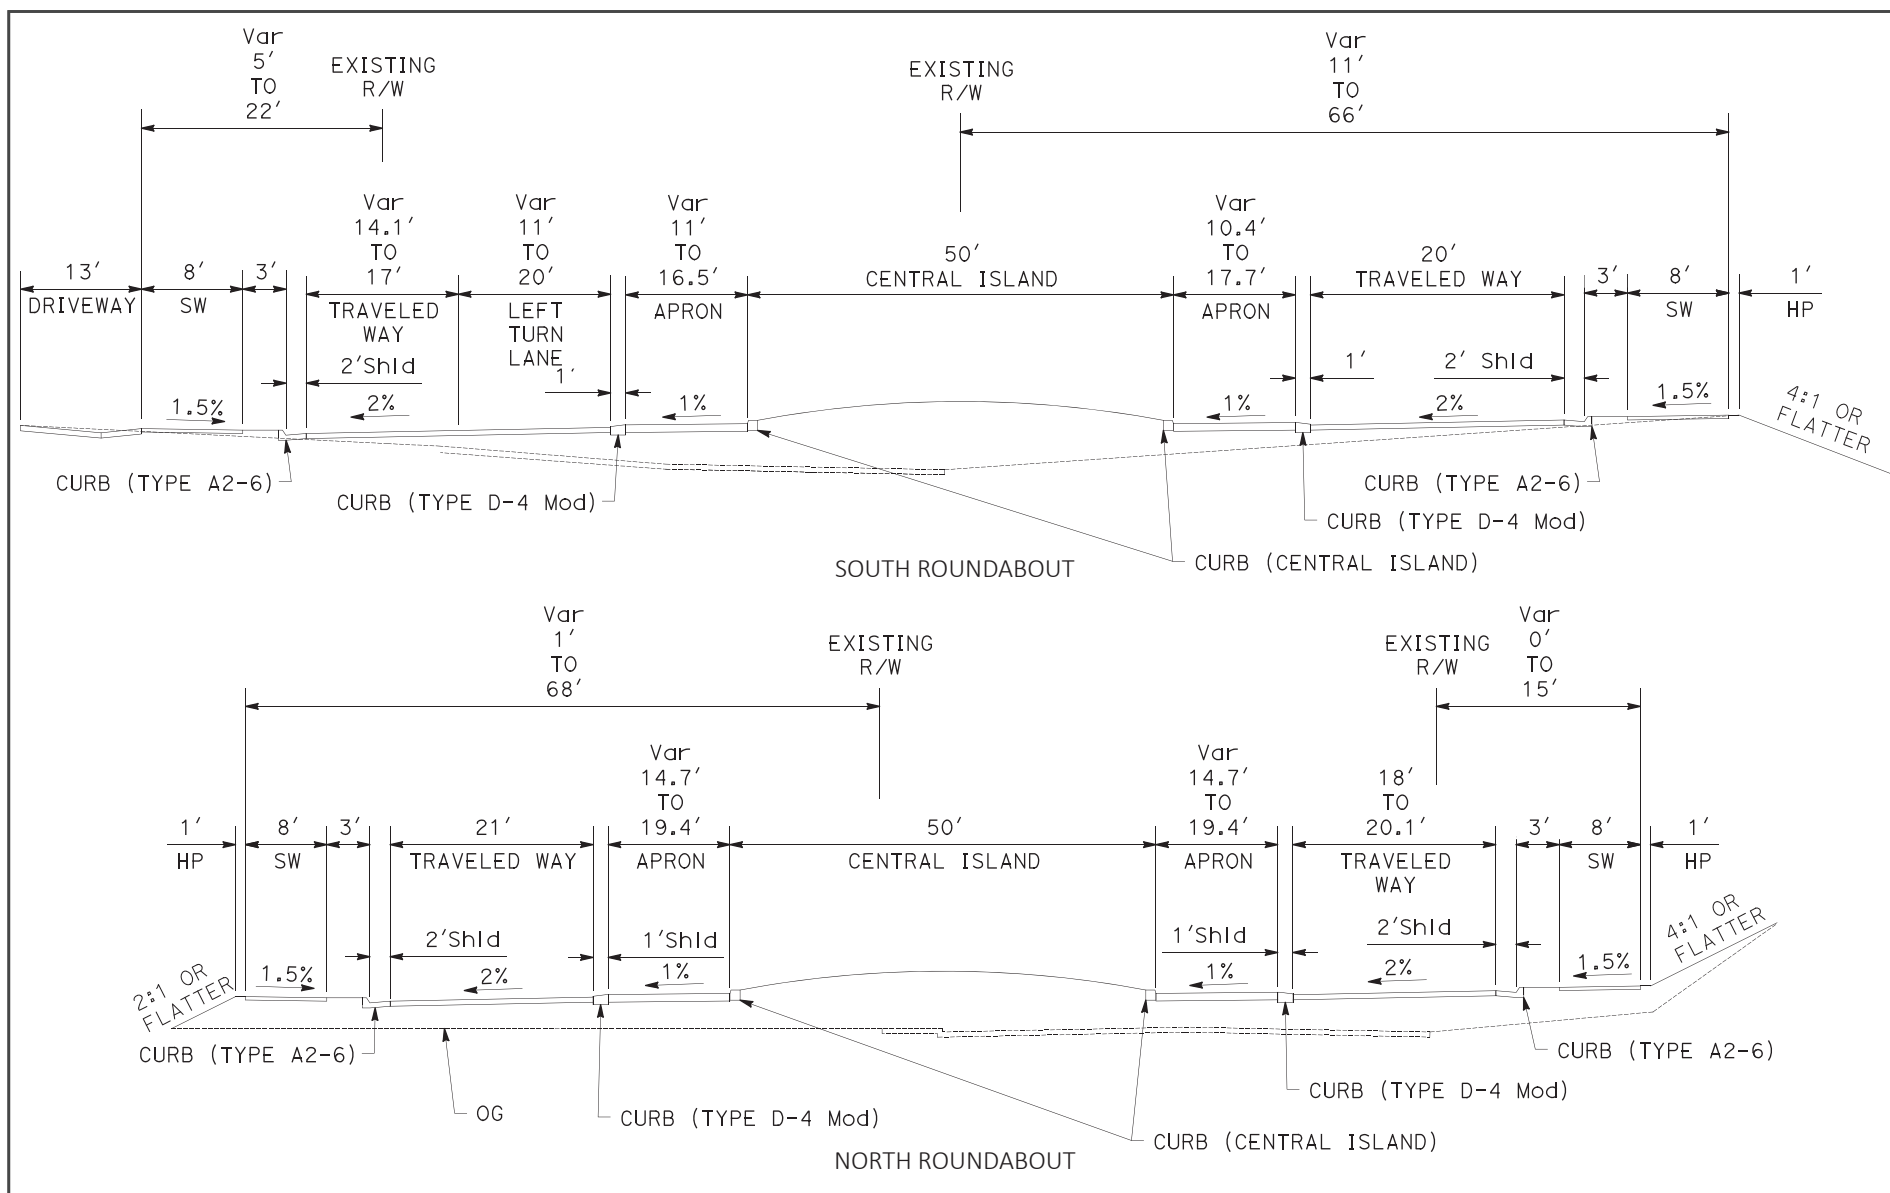 Var
5′
TO
22′
EXISTING
R/W
EXISTING
R/W
Var
11′
TO
66′
Var
14.1′
TO
17′
TRAVELED
WAY
Var
11′
TO
20′
LEFT
TURN
LANE
Var
11′
TO
16.5′
APRON
50′
CENTRAL ISLAND
Var
10.4′
TO
17.7′
APRON
20′
TRAVELED WAY
13′
DRIVEWAY
8′
SW
3′
3′
8′
SW
1′
HP
2′Shld
1′
1′
2′ Shld
1.5%
2%
1%
1%
2%
1.5%
4:1 OR
FLATTER
CURB (TYPE A2-6)
CURB (TYPE D-4 Mod)
CURB (TYPE A2-6)
CURB (TYPE D-4 Mod)
CURB (CENTRAL ISLAND)
SOUTH ROUNDABOUT
Var
1′
TO
68′
EXISTING
R/W
EXISTING
R/W
Var
0′
TO
15′
1′
HP
8′
SW
3′
21′
TRAVELED WAY
Var
14.7′
TO
19.4′
APRON
50′
CENTRAL ISLAND
Var
14.7′
TO
19.4′
APRON
18′
TO
20.1′
TRAVELED
WAY
3′
8′
SW
1′
HP
2′Shld
1′Shld
1′Shld
2′Shld
2:1 OR
FLATTER
1.5%
2%
1%
1%
2%
1.5%
4:1 OR
FLATTER
CURB (TYPE A2-6)
OG
CURB (TYPE D-4 Mod)
CURB (TYPE A2-6)
CURB (TYPE D-4 Mod)
CURB (CENTRAL ISLAND)
NORTH ROUNDABOUT